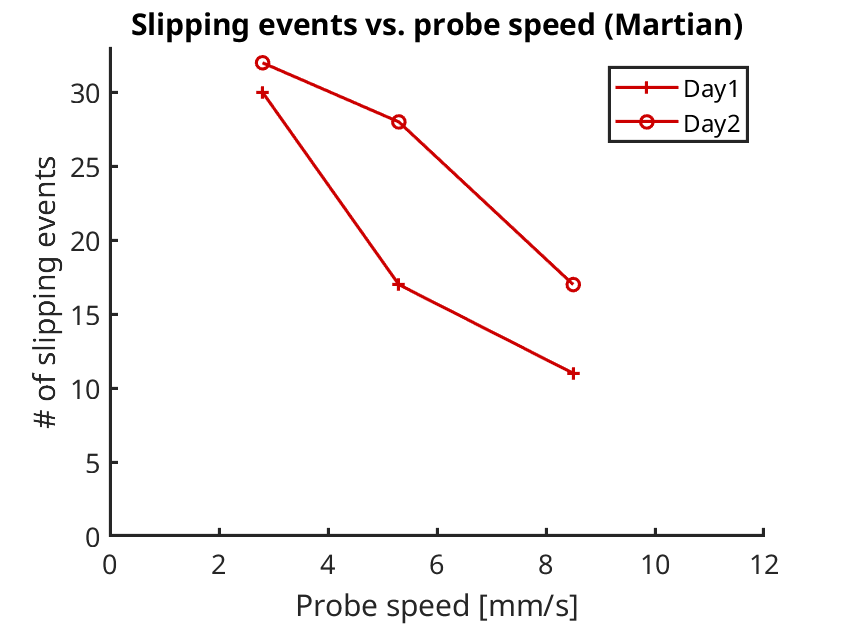 Slipping events vs. probe speed (Martian)
Day1
Day2
# of slipping events
30
25
20
15
10
5
0
0 2 4 6 8 10 12
Probe speed [mm/s]